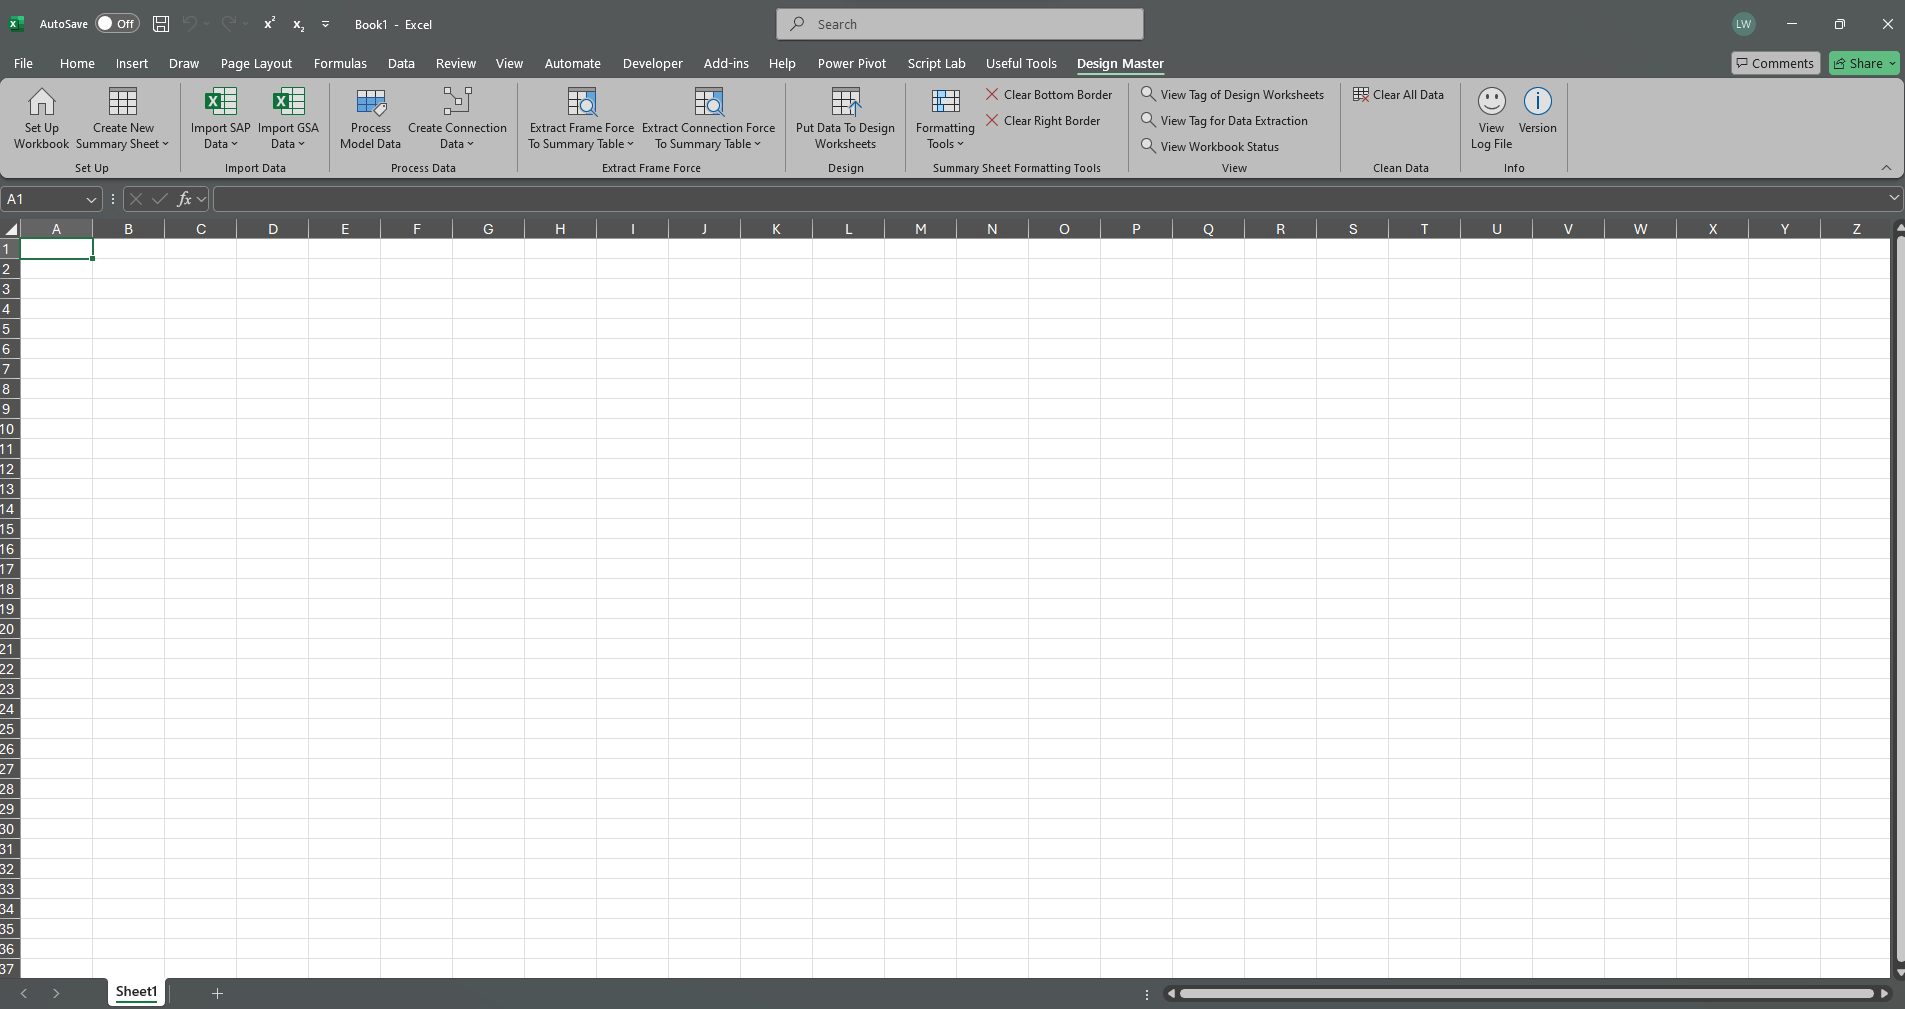 AutoSave Off x² x₂ Book1 - Excel Search LW
File Home Insert Draw Page Layout Formulas Data Review View Automate Developer Add-ins Help Power Pivot Script Lab Useful Tools Design Master Comments Share
Set Up Workbook
Create New Summary Sheet
Set Up
Import SAP Data
Import GSA Data
Import Data
Process Model Data
Create Connection Data
Process Data
Extract Frame Force To Summary Table
Extract Connection Force To Summary Table
Extract Frame Force
Put Data To Design Worksheets
Design
Formatting Tools
Clear Bottom Border
Clear Right Border
Summary Sheet Formatting Tools
View Tag of Design Worksheets
View Tag for Data Extraction
View Workbook Status
View
Clear All Data
Clean Data
View Log File
Version
Info
A1 fx
A B C D E F G H I J K L M N O P Q R S T U V W X Y Z
1
2
3
4
5
6
7
8
9
10
11
12
13
14
15
16
17
18
19
20
21
22
23
24
25
26
27
28
29
30
31
32
33
34
35
36
37
Sheet1